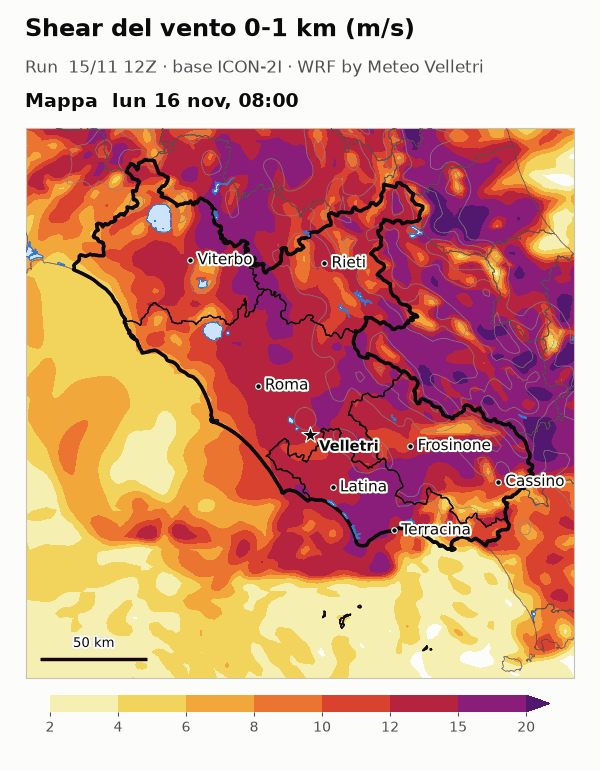 Shear del vento 0-1 km (m/s)
Run 15/11 12Z · base ICON-2I · WRF by Meteo Velletri
Mappa lun 16 nov, 08:00
Viterbo
Rieti
Roma
Velletri
Frosinone
Latina
Cassino
Terracina
50 km
2 4 6 8 10 12 15 20